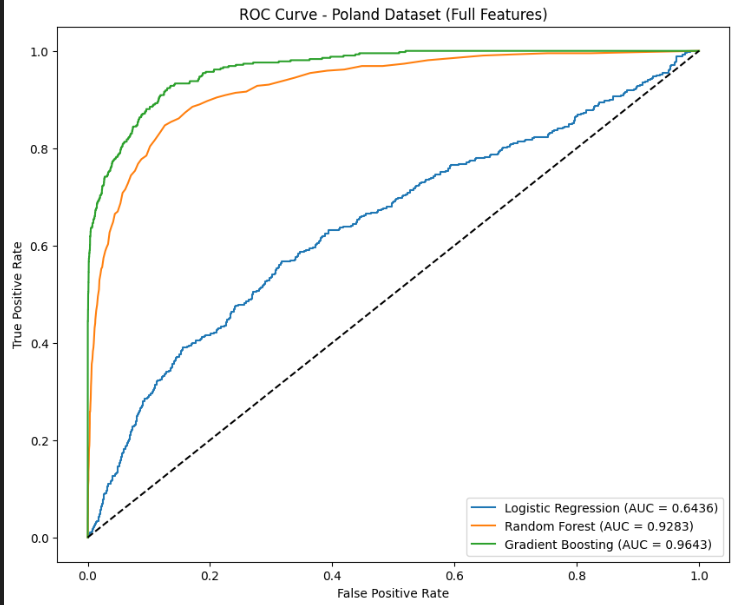 ROC Curve - Poland Dataset (Full Features)
1.0
0.8
0.6
0.4
0.2
0.0
True Positive Rate
Logistic Regression (AUC = 0.6436)
Random Forest (AUC = 0.9283)
Gradient Boosting (AUC = 0.9643)
0.0 0.2 0.4 0.6 0.8 1.0
False Positive Rate